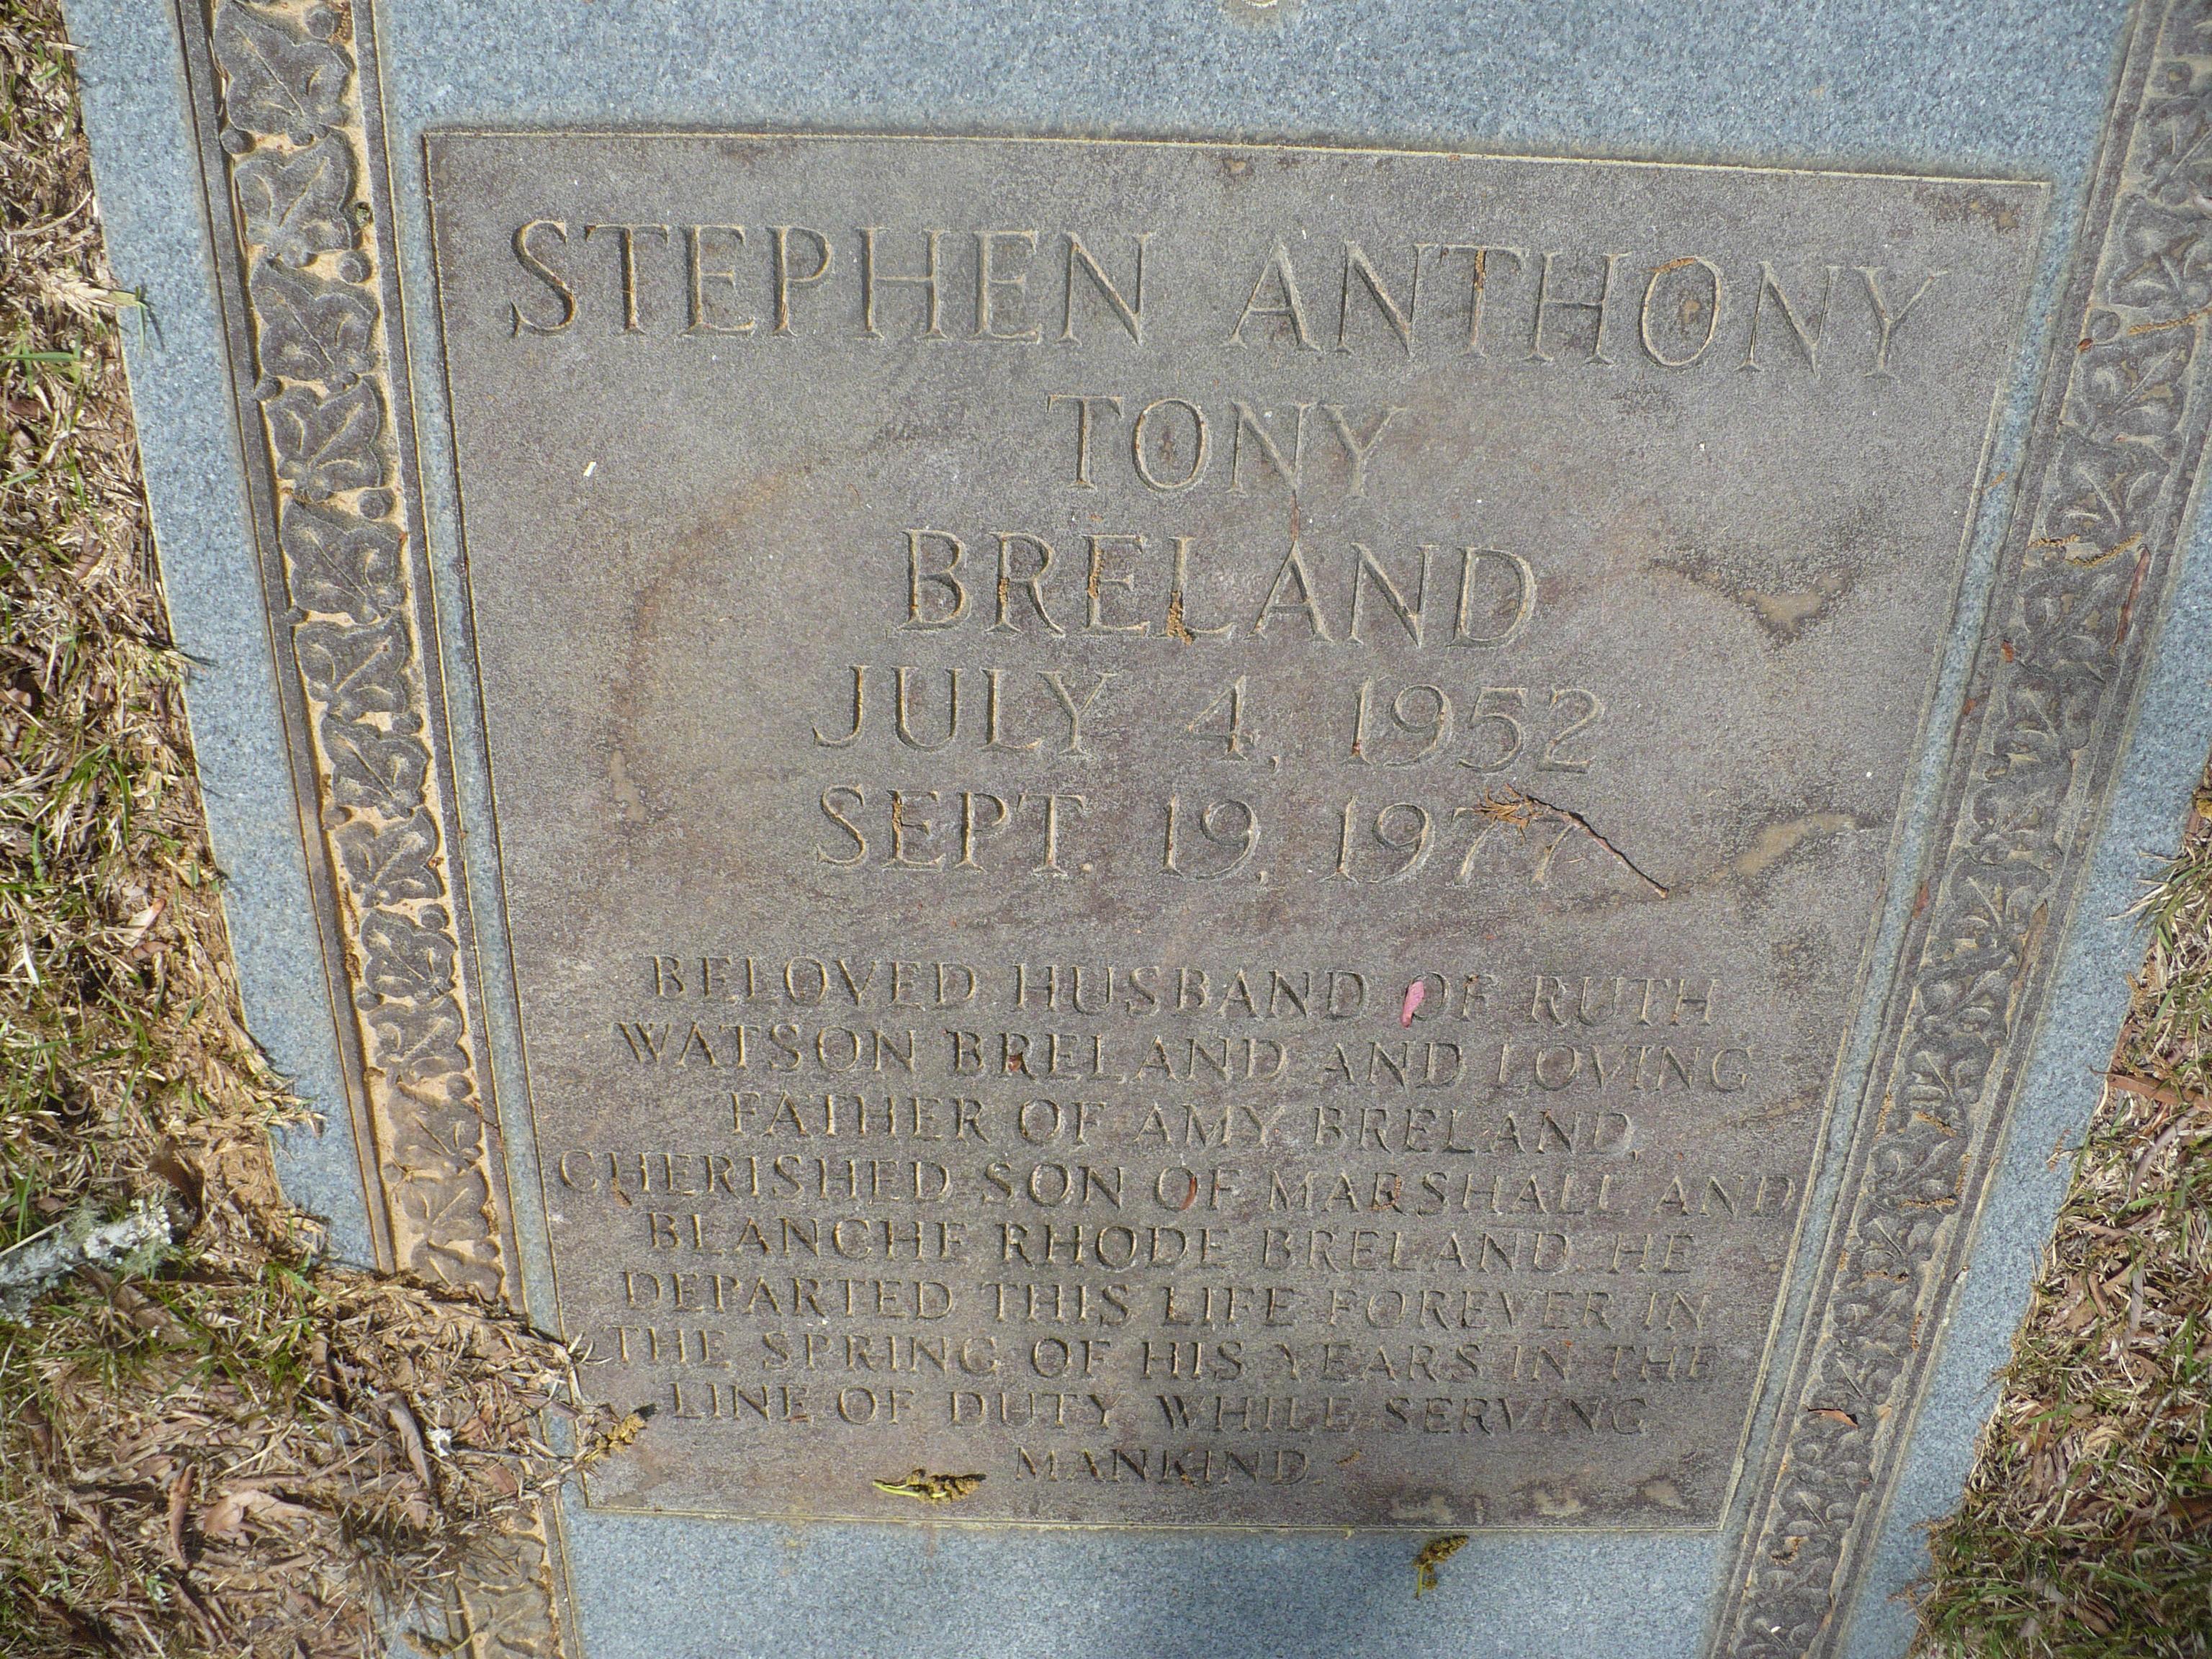 STEPHEN ANTHONY
TONY
BRELAND
JULY 4, 1952
SEPT 19, 1977
BELOVED HUSBAND OF RUTH
WATSON BRELAND AND LOVING
FATHER OF AMY BRELAND,
CHERISHED SON OF MARSHALL AND
BLANCHE RHODE BRELAND. HE
DEPARTED THIS LIFE FOREVER IN
THE SPRING OF HIS YEARS IN THE
LINE OF DUTY WHILE SERVING
MANKIND.